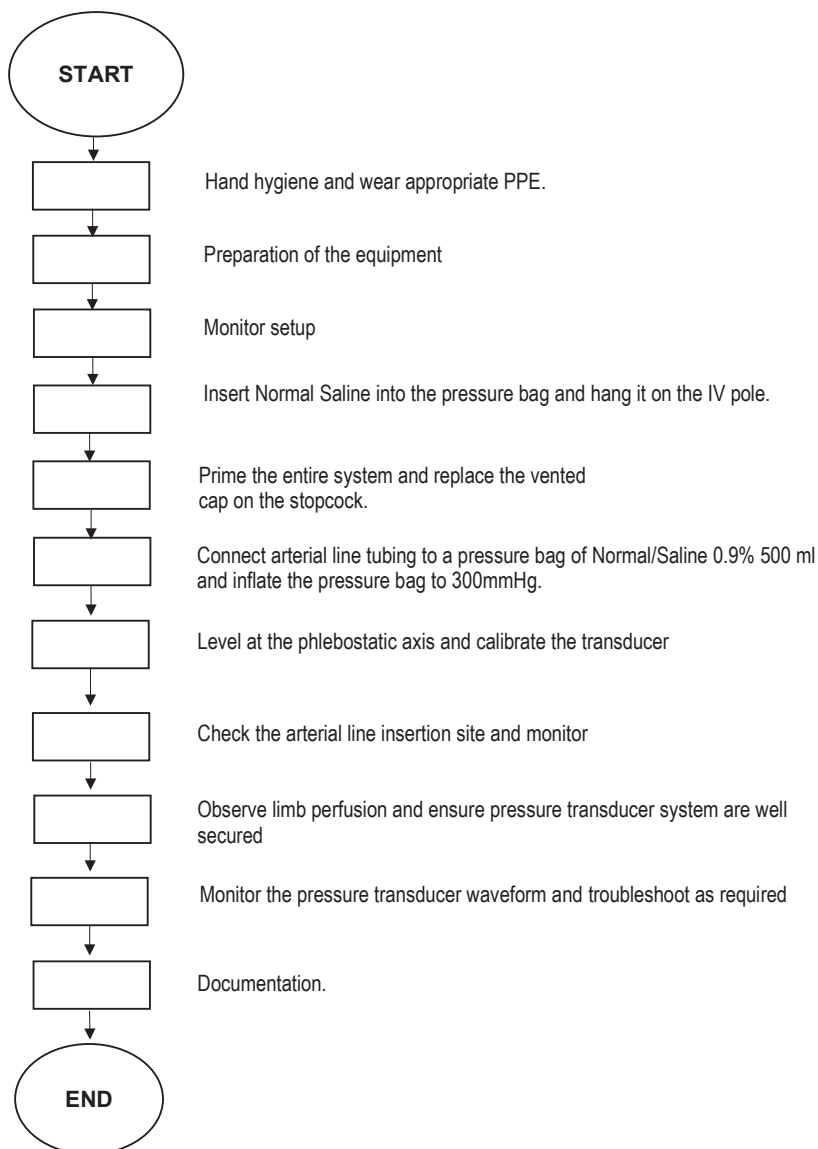 START
Hand hygiene and wear appropriate PPE.
Preparation of the equipment
Monitor setup
Insert Normal Saline into the pressure bag and hang it on the IV pole.
Prime the entire system and replace the vented
cap on the stopcock.
Connect arterial line tubing to a pressure bag of Normal/Saline 0.9% 500 ml
and inflate the pressure bag to 300mmHg.
Level at the phlebostatic axis and calibrate the transducer
Check the arterial line insertion site and monitor
Observe limb perfusion and ensure pressure transducer system are well
secured
Monitor the pressure transducer waveform and troubleshoot as required
Documentation.
END